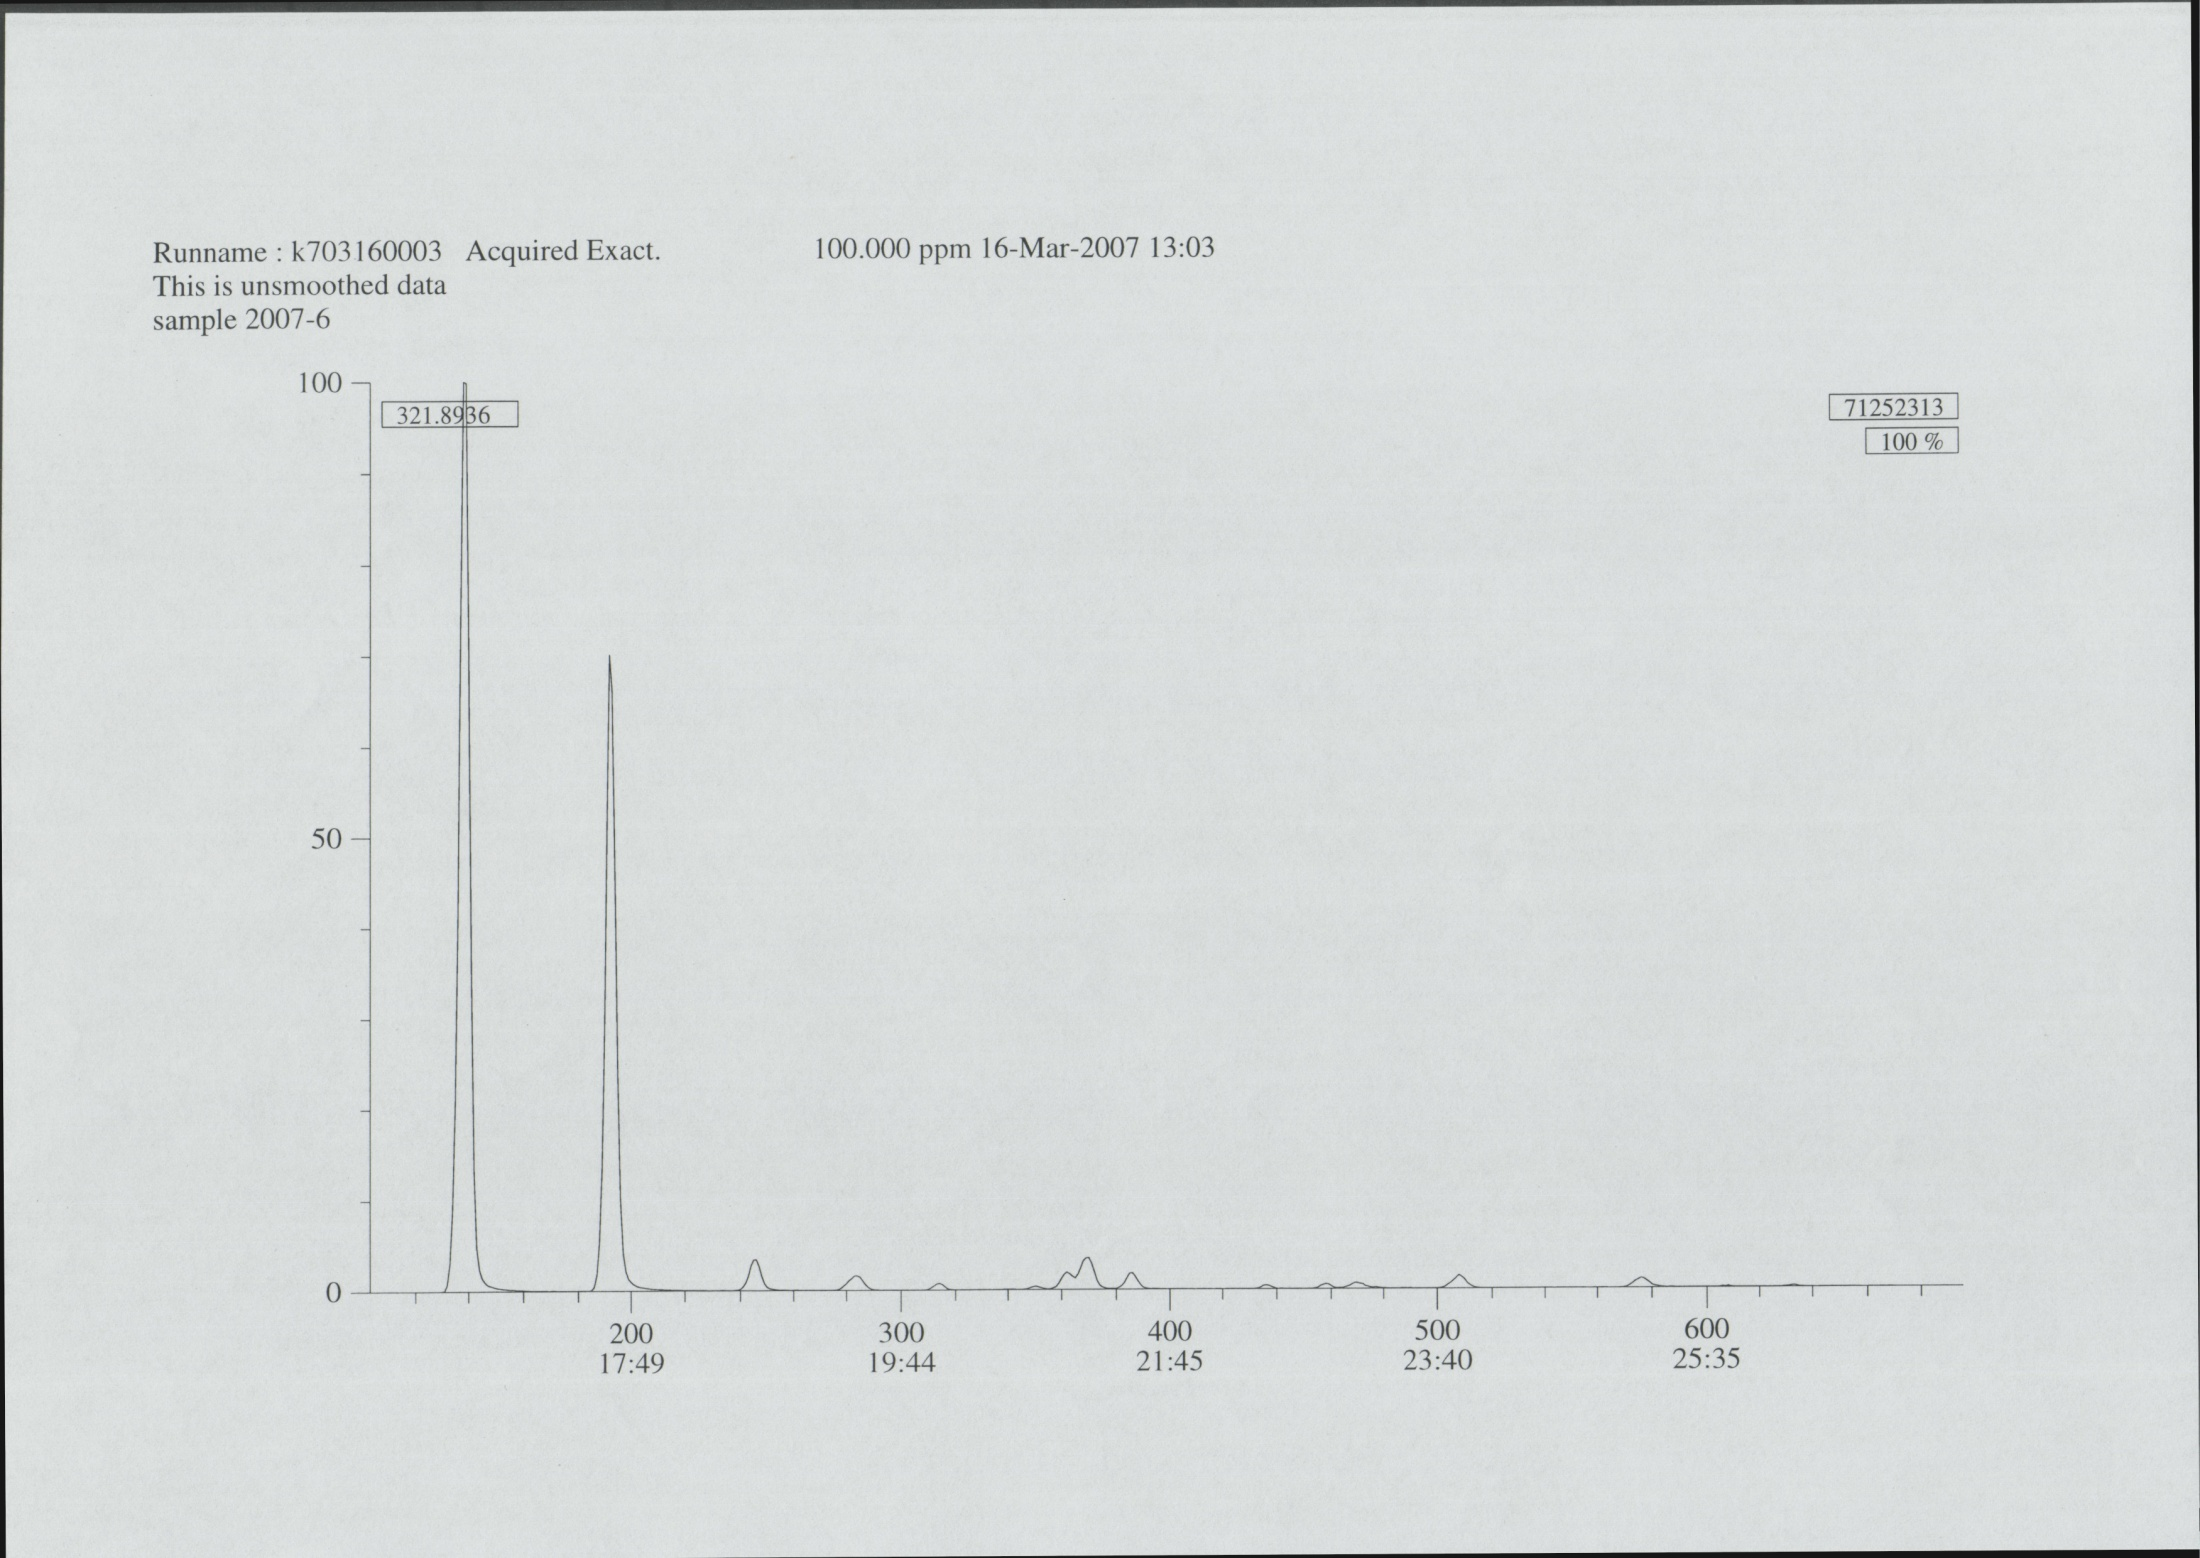 Runname : k703160003 Acquired Exact. 100.000 ppm 16-Mar-2007 13:03
This is unsmoothed data
sample 2007-6
100
321.8936
71252313
100 %
50
0
200 300 400 500 600
17:49 19:44 21:45 23:40 25:35